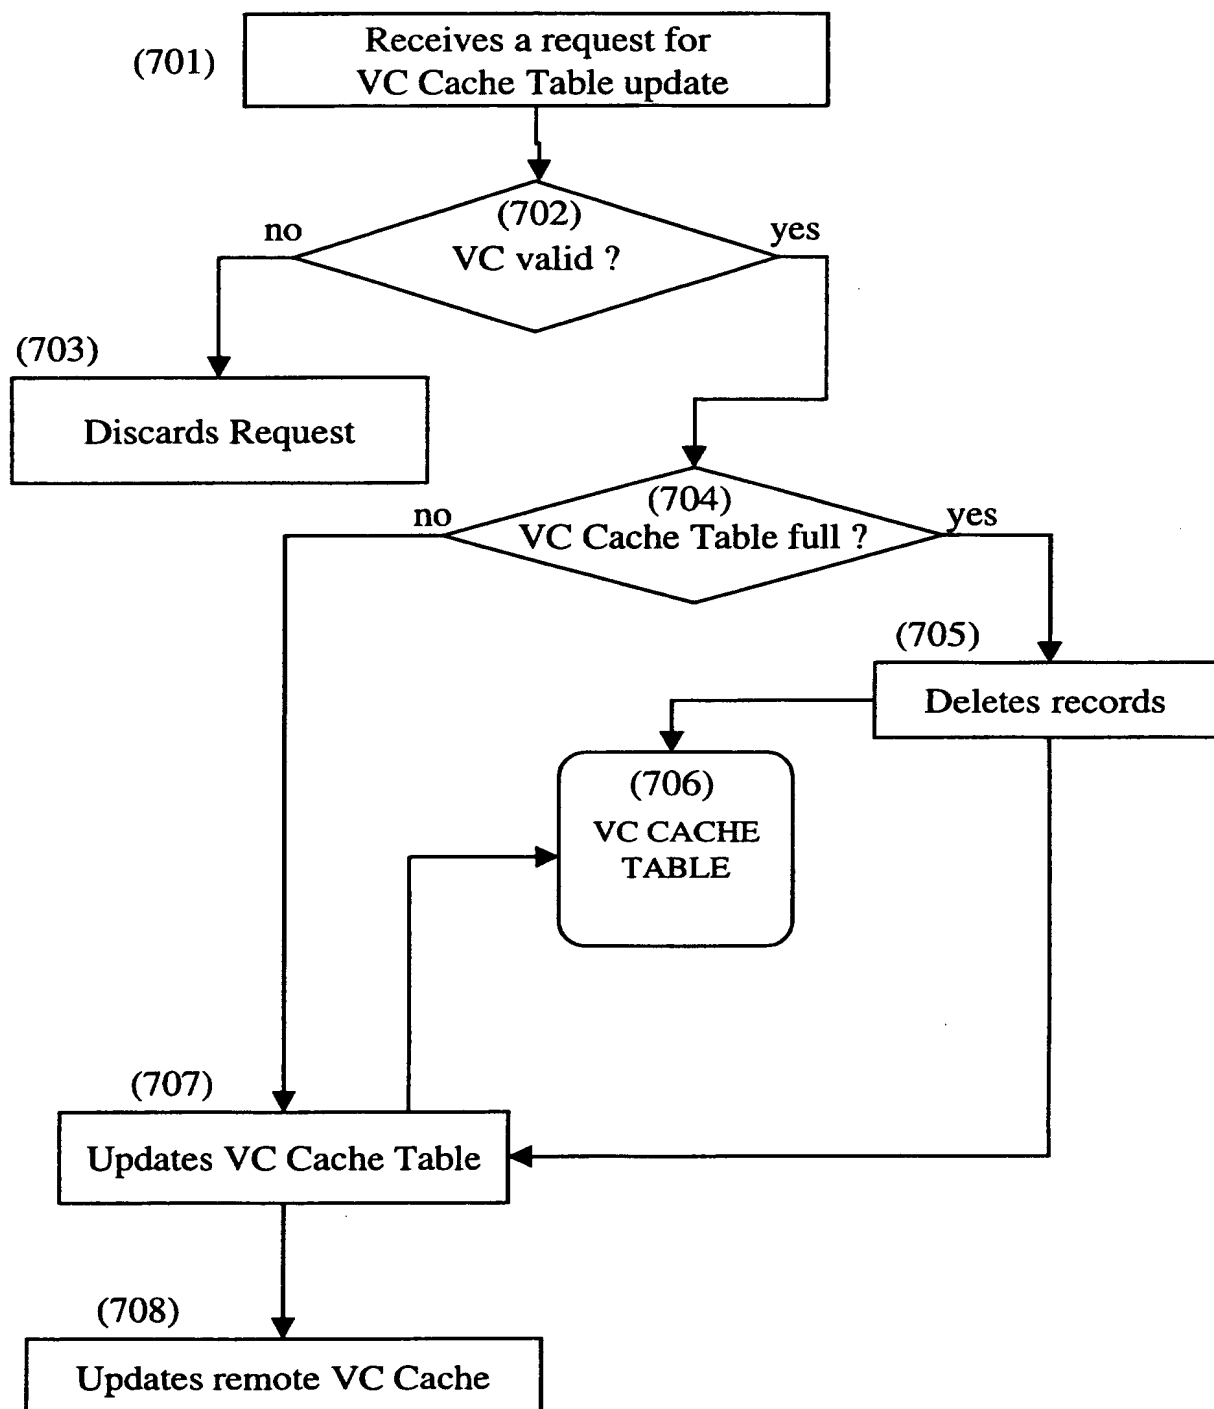 (701)
Receives a request for
VC Cache Table update
(702)
no
yes
VC valid ?
(703)
Discards Request
(704)
no
yes
VC Cache Table full ?
(705)
Deletes records
(706)
VC CACHE
TABLE
(707)
Updates VC Cache Table
(708)
Updates remote VC Cache